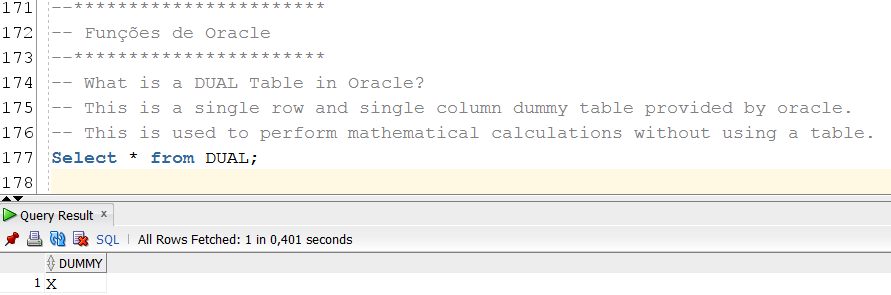 171 --***********************
172 -- Funções de Oracle
173 --***********************
174 -- What is a DUAL Table in Oracle?
175 -- This is a single row and single column dummy table provided by oracle.
176 -- This is used to perform mathematical calculations without using a table.
177 Select * from DUAL;
178
Query Result x
SQL | All Rows Fetched: 1 in 0,401 seconds
DUMMY
1 X